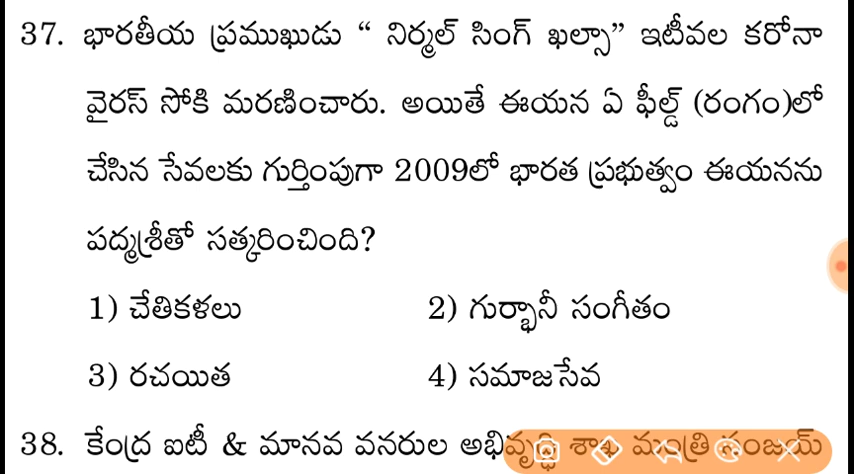 37. భారతీయ ప్రముఖుడు “ నిర్మల్ సింగ్ ఖల్సా” ఇటీవల కరోనా
వైరస్ సోకి మరణించారు. అయితే ఈయన ఏ ఫీల్డ్ (రంగం)లో
చేసిన సేవలకు గుర్తింపుగా 2009లో భారత ప్రభుత్వం ఈయనను
పద్మశ్రీతో సత్కరించింది?
1) చేతికళలు 2) గుర్భానీ సంగీతం
3) రచయిత 4) సమాజసేవ
38. కేంద్ర ఐటీ & మానవ వనరుల అభివృద్ధి శాఖ మంత్రి సంజయ్